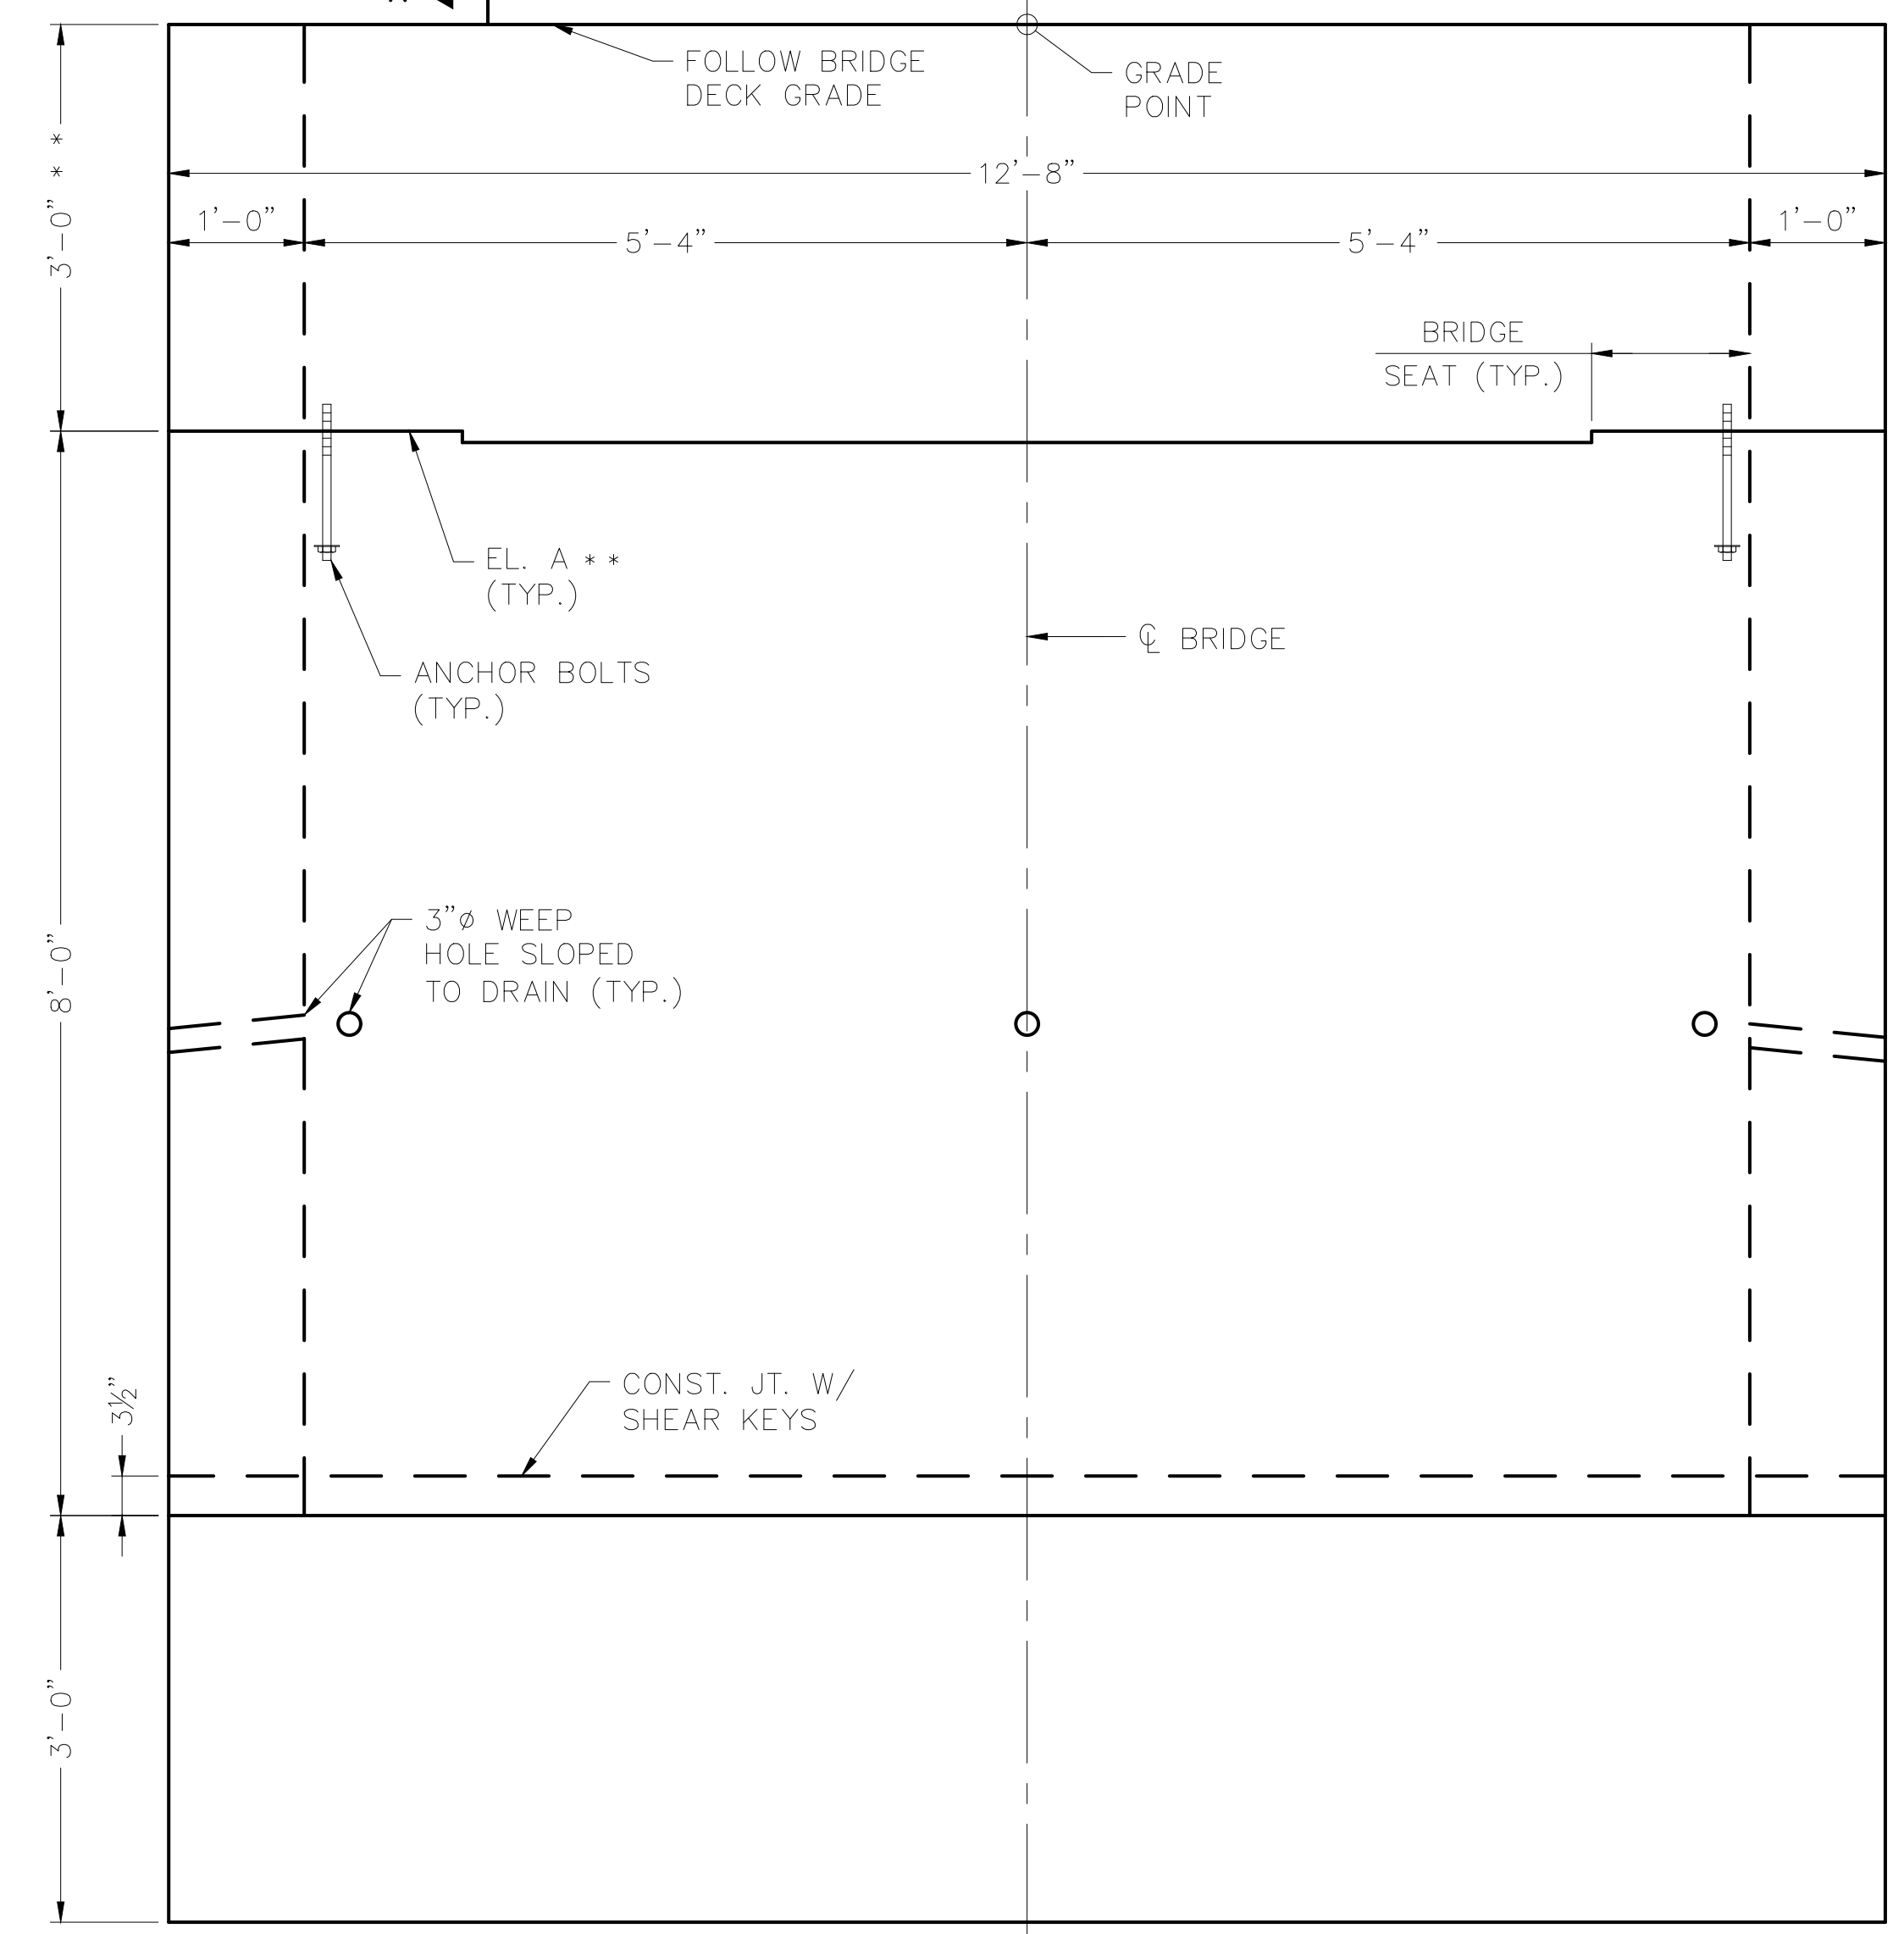 FOLLOW BRIDGE
DECK GRADE
GRADE
POINT
3'-0" * *
12'-8"
1'-0"
5'-4"
5'-4"
1'-0"
BRIDGE
SEAT (TYP.)
EL. A * *
(TYP.)
℄ BRIDGE
ANCHOR BOLTS
(TYP.)
8'-0"
3"ø WEEP
HOLE SLOPED
TO DRAIN (TYP.)
3½"
CONST. JT. W/
SHEAR KEYS
3'-0"